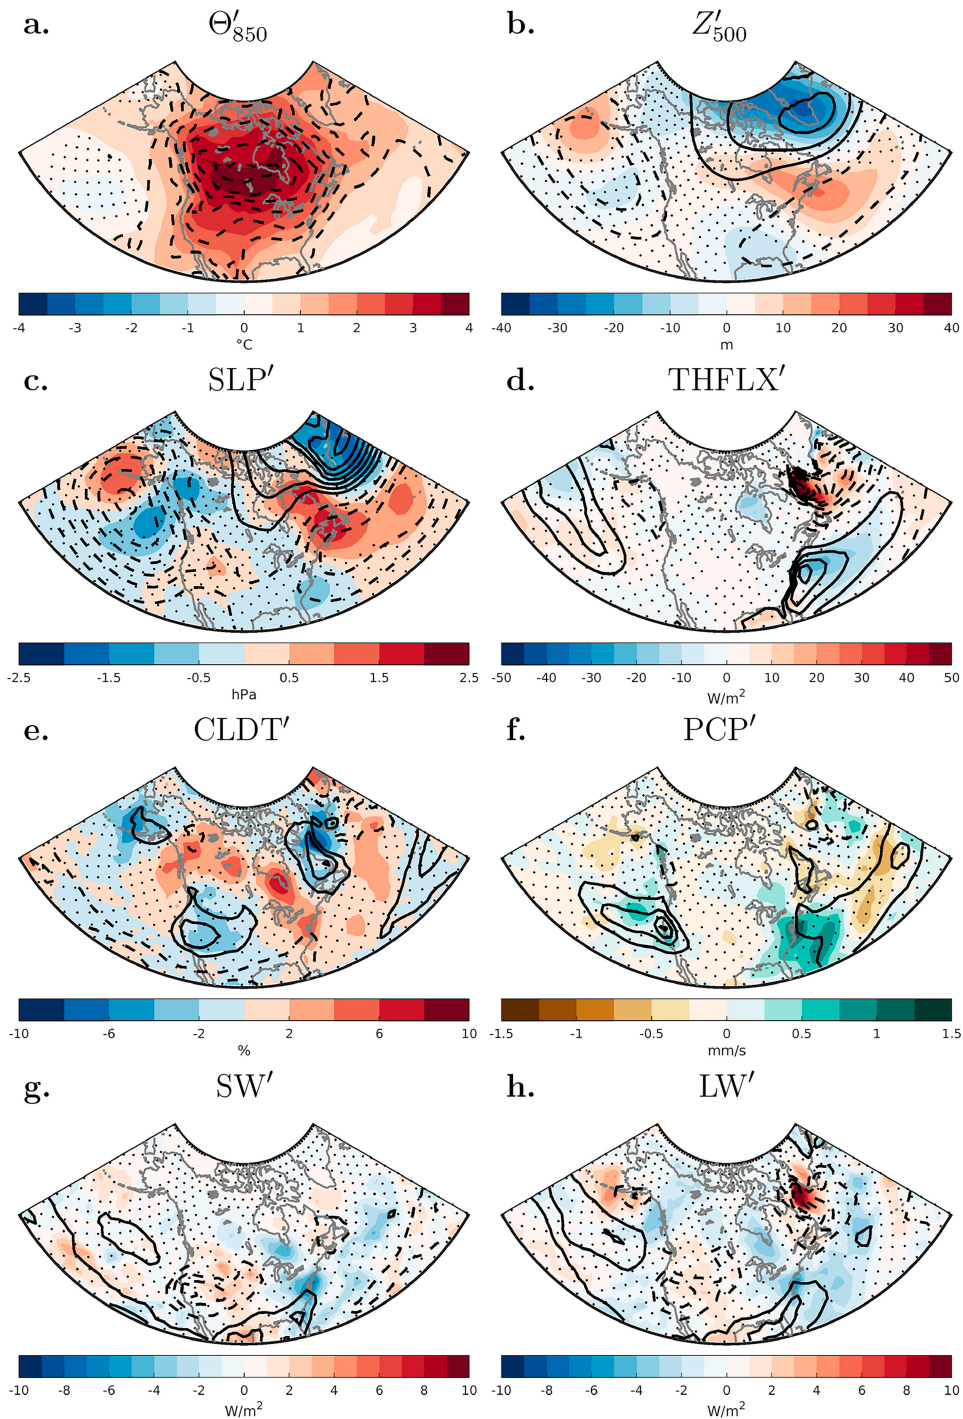 a. Θ′850
b. Z′500
-4 -3 -2 -1 0 1 2 3 4
°C
-40 -30 -20 -10 0 10 20 30 40
m
c. SLP′
d. THFLX′
-2.5 -1.5 -0.5 0.5 1.5 2.5
hPa
-50 -40 -30 -20 -10 0 10 20 30 40 50
W/m²
e. CLDT′
f. PCP′
-10 -6 -2 2 6 10
%
-1.5 -1 -0.5 0 0.5 1 1.5
mm/s
g. SW′
h. LW′
-10 -8 -6 -4 -2 0 2 4 6 8 10
W/m²
-10 -8 -6 -4 -2 0 2 4 6 8 10
W/m²